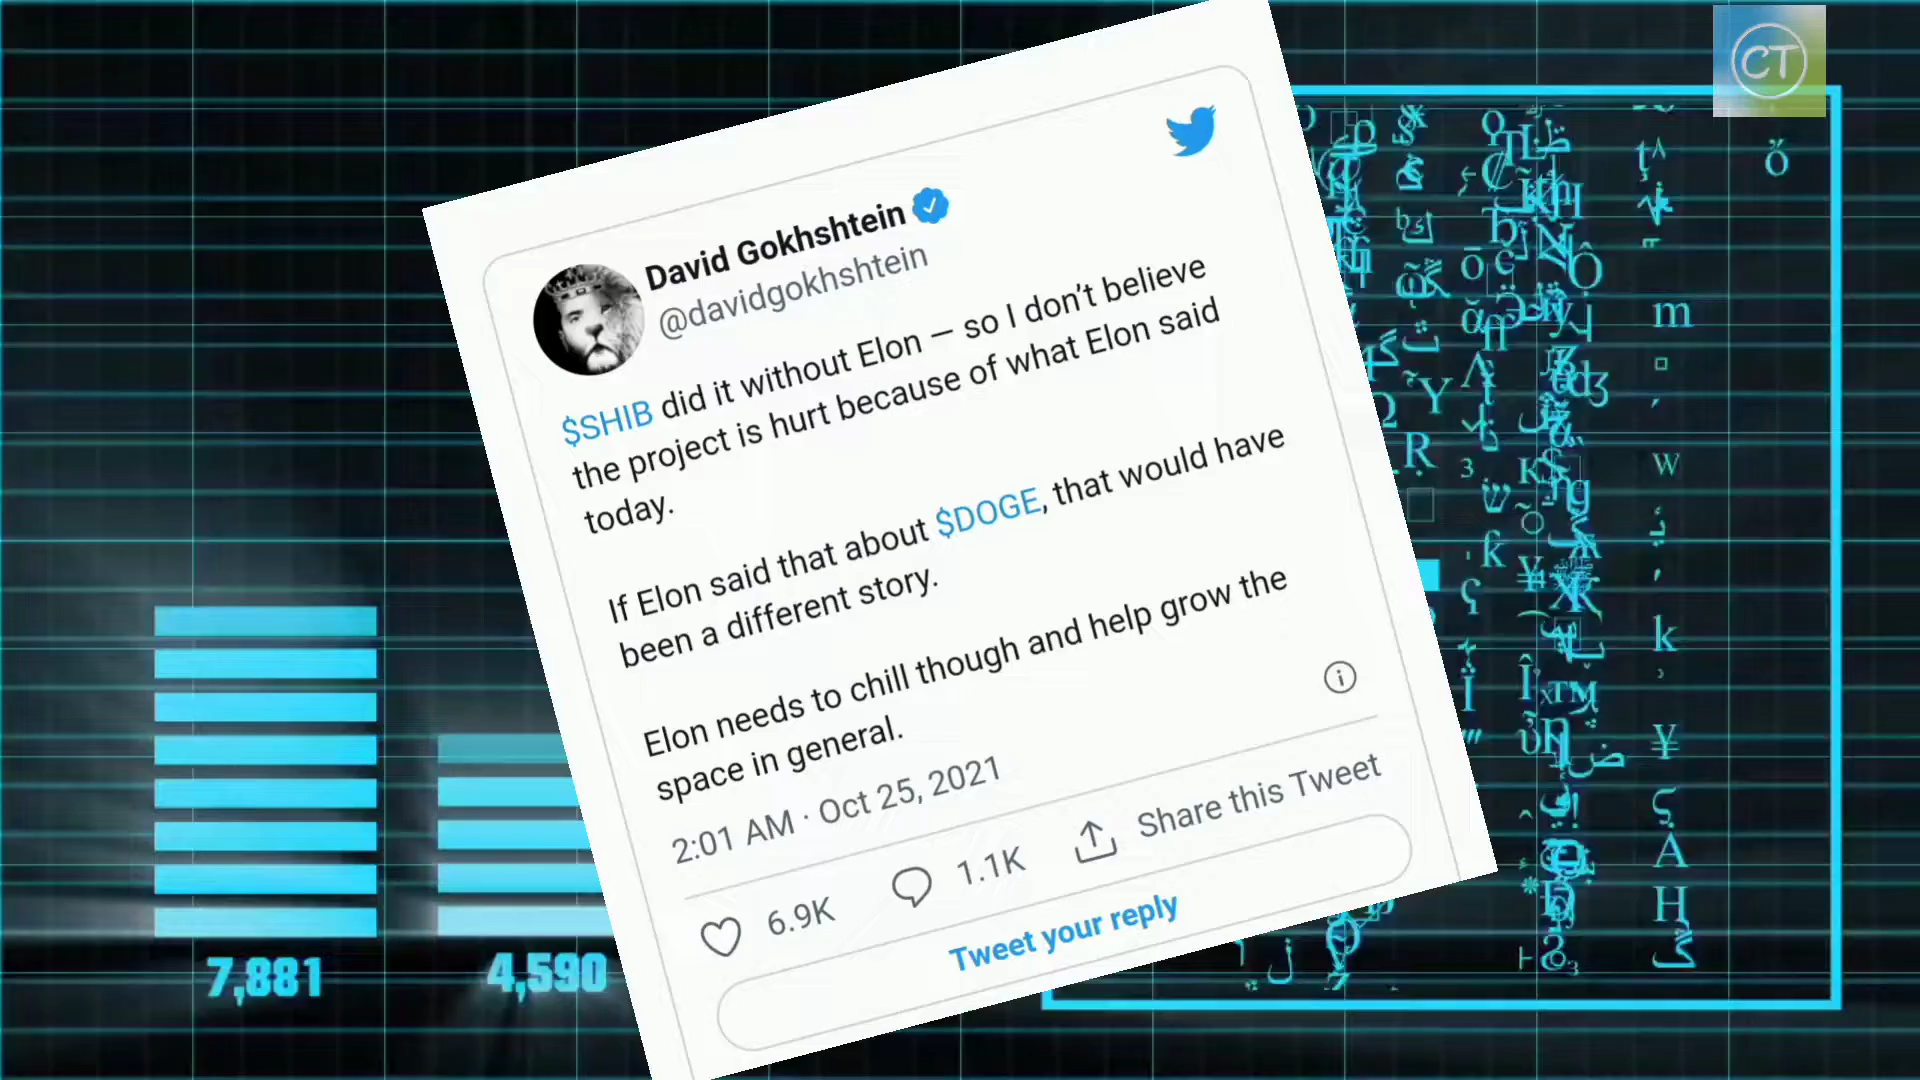 CT
David Gokhshtein
@davidgokhshtein
$SHIB did it without Elon — so I don't believe
the project is hurt because of what Elon said
today.
If Elon said that about $DOGE, that would have
been a different story.
Elon needs to chill though and help grow the
space in general.
2:01 AM · Oct 25, 2021
6.9K 1.1K Share this Tweet
Tweet your reply
7,881 4,590